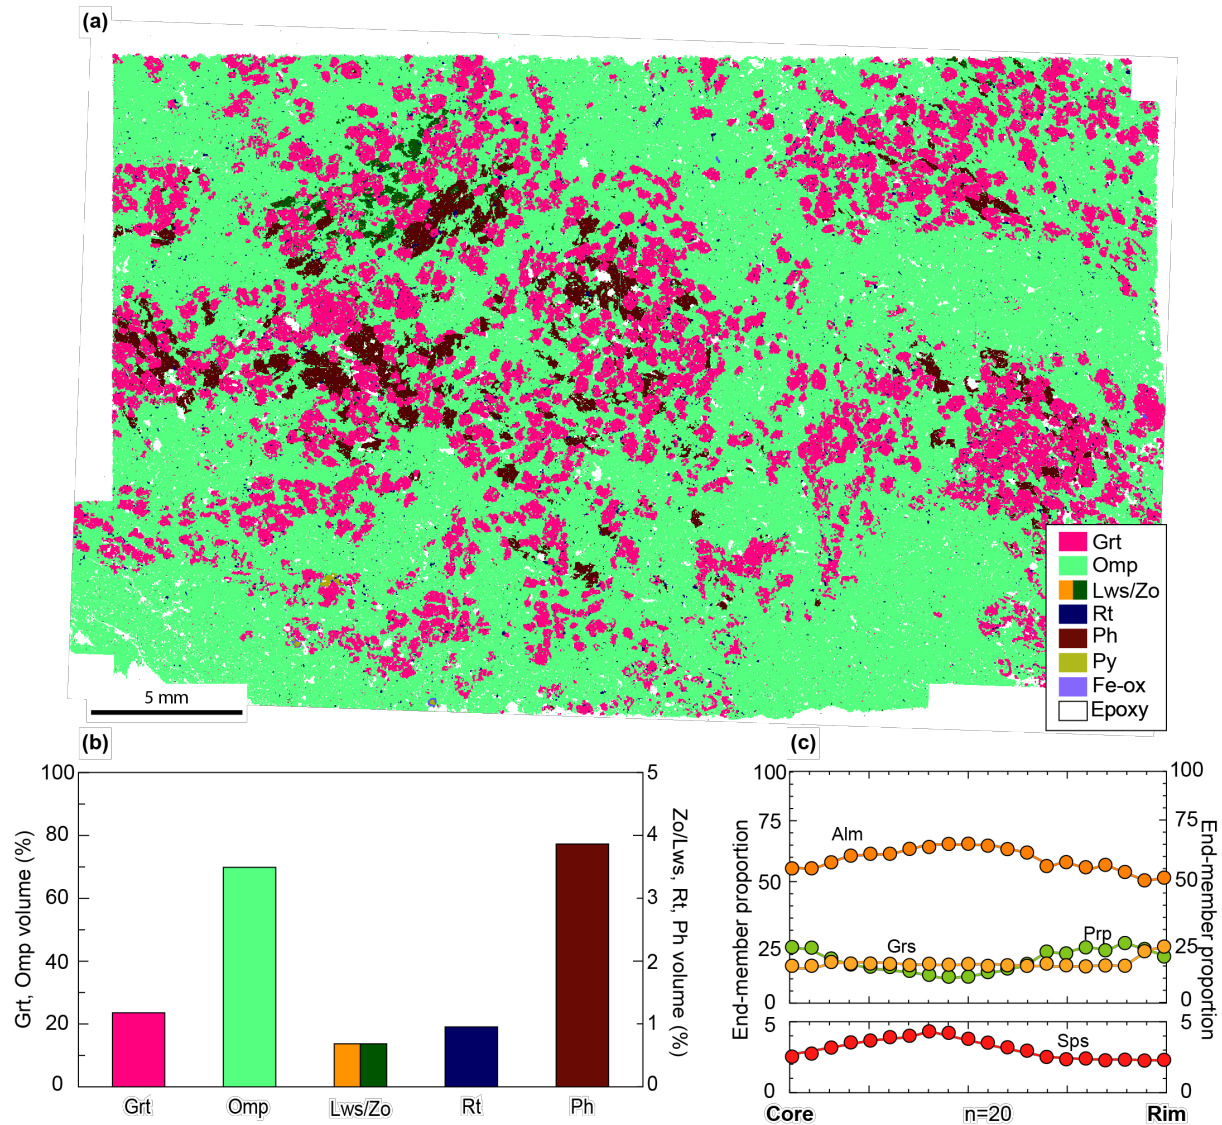 (a)
Grt
Omp
Lws/Zo
Rt
Ph
Py
Fe-ox
Epoxy
5 mm
(b)
100
80
60
40
20
0
Grt, Omp volume (%)
5
4
3
2
1
0
Zo/Lws, Rt, Ph volume (%)
Grt
Omp
Lws/Zo
Rt
Ph
(c)
100
75
50
25
0
End-member proportion
100
75
50
25
0
End-member proportion
Alm
Grs
Prp
5
0
Sps
5
0
Core
n=20
Rim